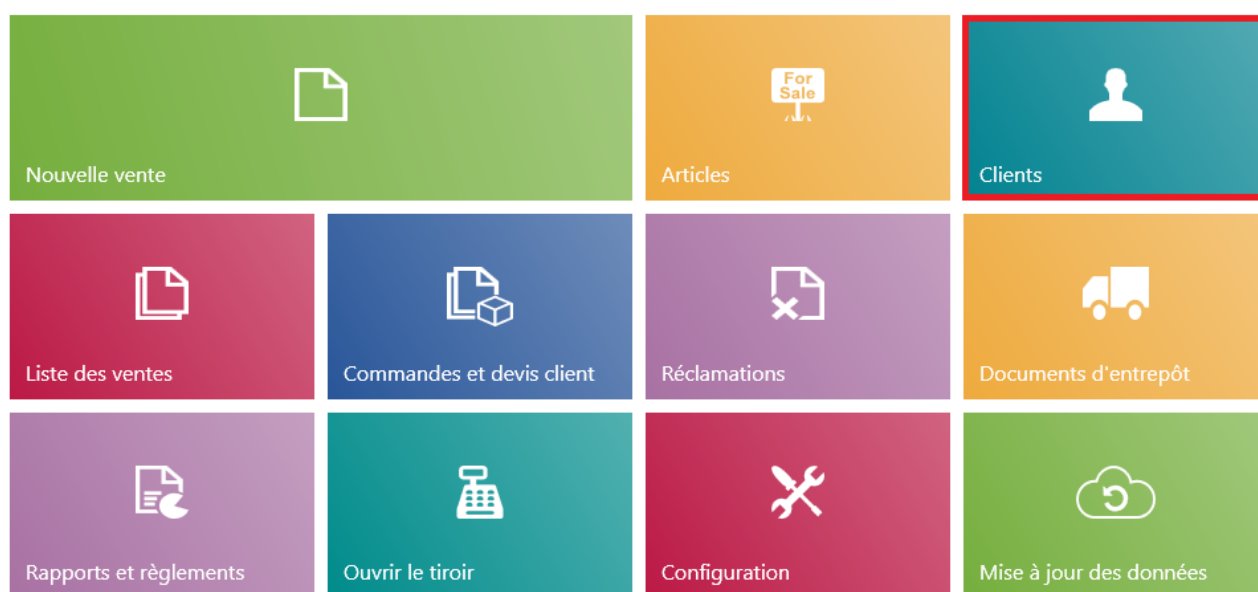 Nouvelle vente
For
Sale
Articles
Clients
Liste des ventes
Commandes et devis client
Réclamations
Documents d'entrepôt
Rapports et règlements
Ouvrir le tiroir
Configuration
Mise à jour des données